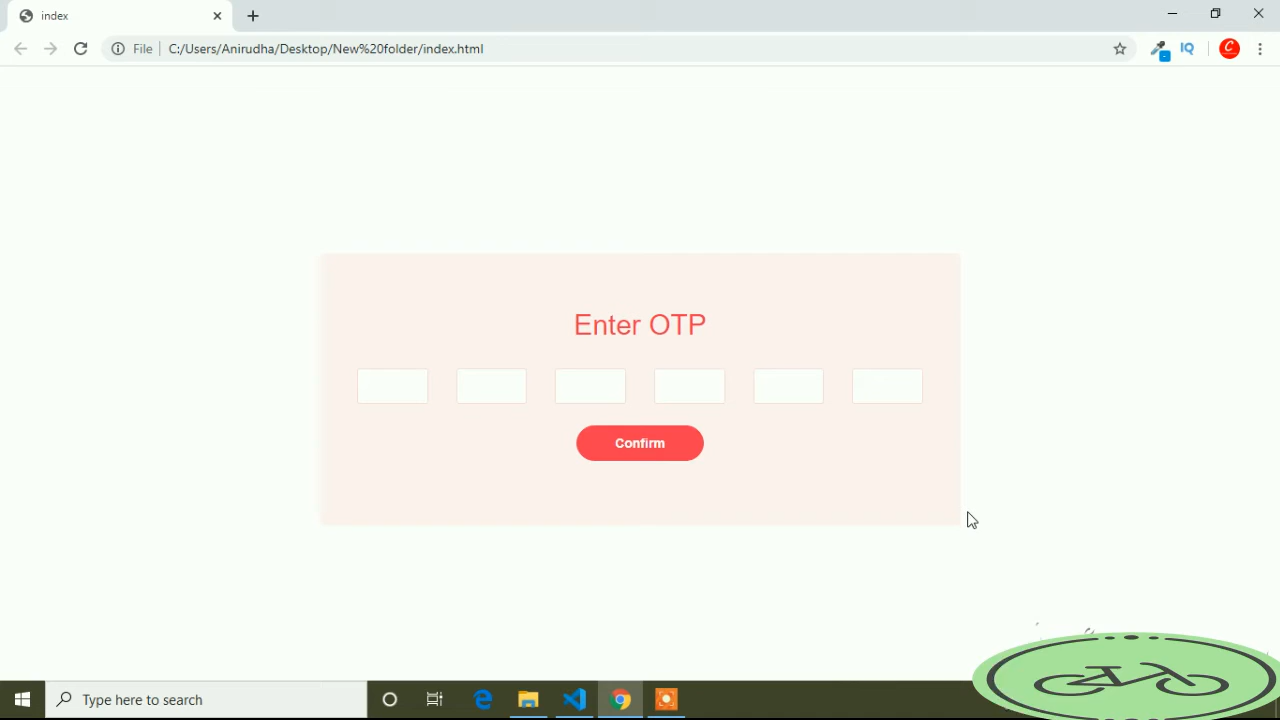 index
File
C:/Users/Anirudha/Desktop/New%20folder/index.html
IQ
C
Enter OTP
Confirm
Type here to search